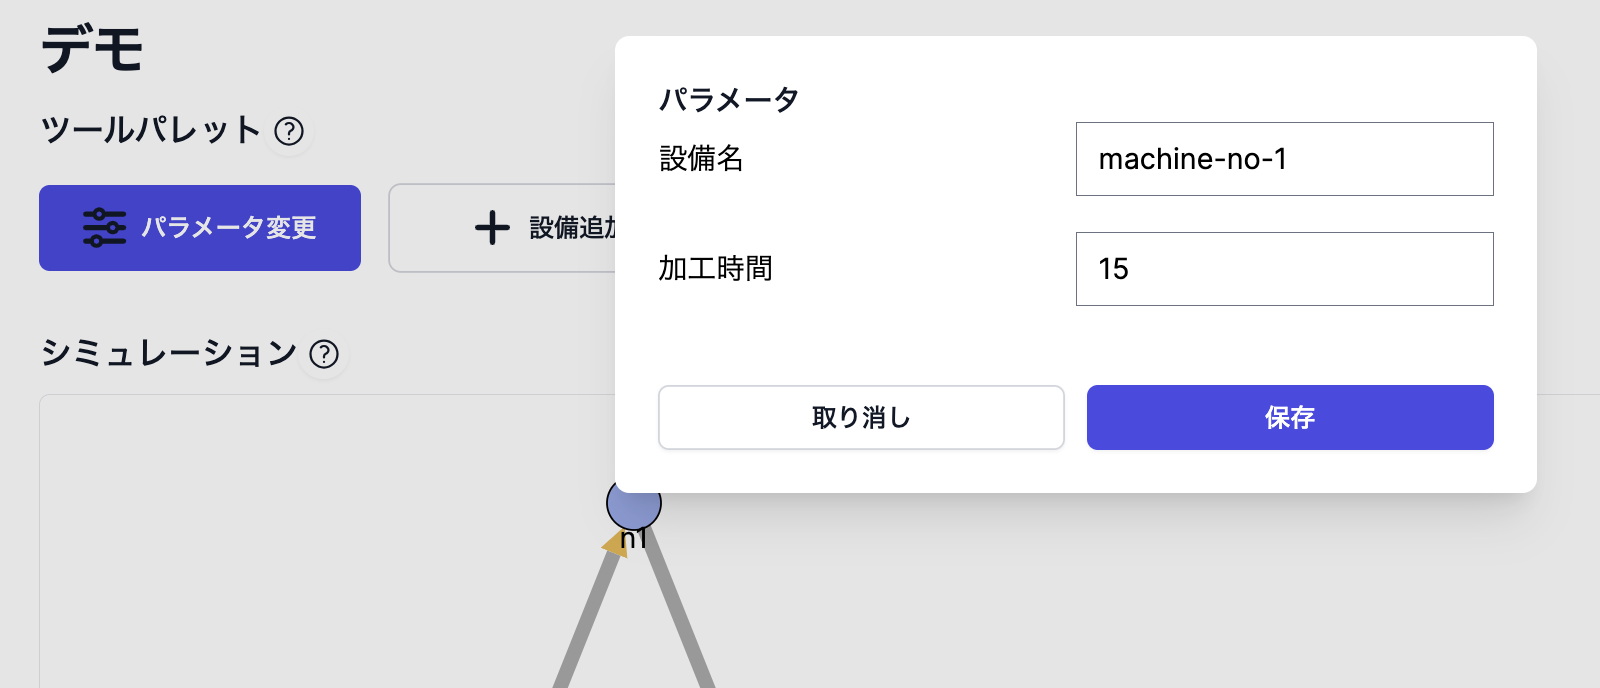 デモ
ツールパレット ?
パラメータ変更
設備追加
シミュレーション ?
n1
パラメータ
設備名
machine-no-1
加工時間
15
取り消し
保存